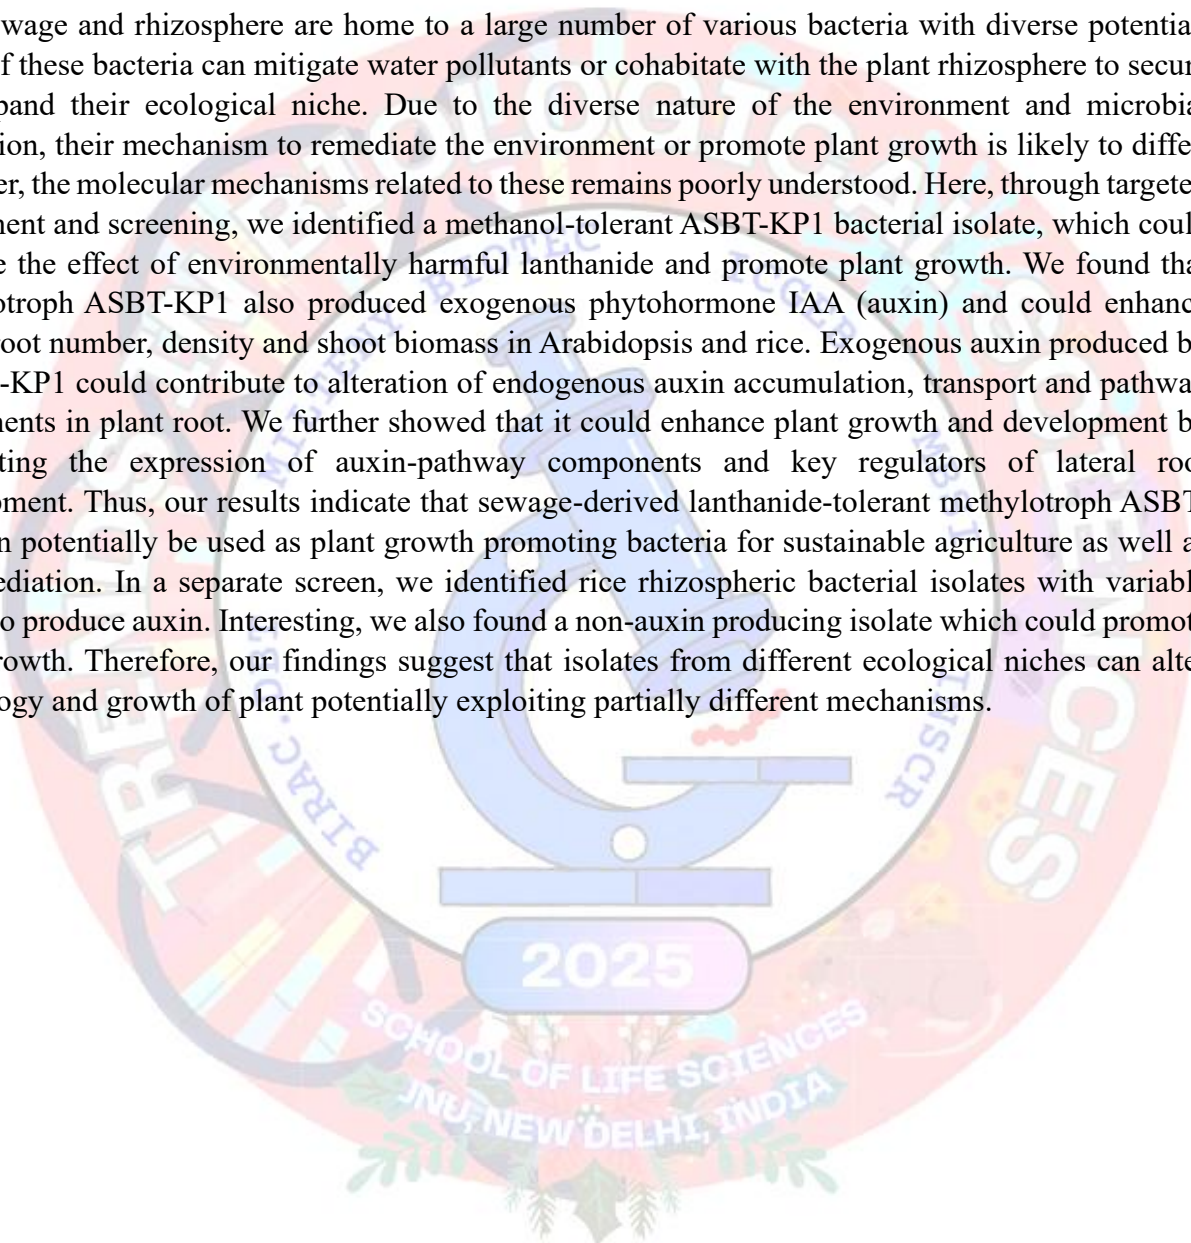 wage and rhizosphere are home to a large number of various bacteria with diverse potentia
f these bacteria can mitigate water pollutants or cohabitate with the plant rhizosphere to secur
pand their ecological niche. Due to the diverse nature of the environment and microbia
ion, their mechanism to remediate the environment or promote plant growth is likely to diffe
er, the molecular mechanisms related to these remains poorly understood. Here, through targete
nent and screening, we identified a methanol-tolerant ASBT-KP1 bacterial isolate, which coul
e the effect of environmentally harmful lanthanide and promote plant growth. We found tha
otroph ASBT-KP1 also produced exogenous phytohormone IAA (auxin) and could enhanc
root number, density and shoot biomass in Arabidopsis and rice. Exogenous auxin produced b
-KP1 could contribute to alteration of endogenous auxin accumulation, transport and pathwa
nents in plant root. We further showed that it could enhance plant growth and development b
ting the expression of auxin-pathway components and key regulators of lateral roo
pment. Thus, our results indicate that sewage-derived lanthanide-tolerant methylotroph ASBT
n potentially be used as plant growth promoting bacteria for sustainable agriculture as well a
ediation. In a separate screen, we identified rice rhizospheric bacterial isolates with variabl
o produce auxin. Interesting, we also found a non-auxin producing isolate which could promot
rowth. Therefore, our findings suggest that isolates from different ecological niches can alte
ogy and growth of plant potentially exploiting partially different mechanisms.
TRENDS IN BIOLOGICAL SCIENCES
BIRAC.DBT
BIOTEC
2025
SCHOOL OF LIFE SCIENCES
JNU, NEW DELHI, INDIA